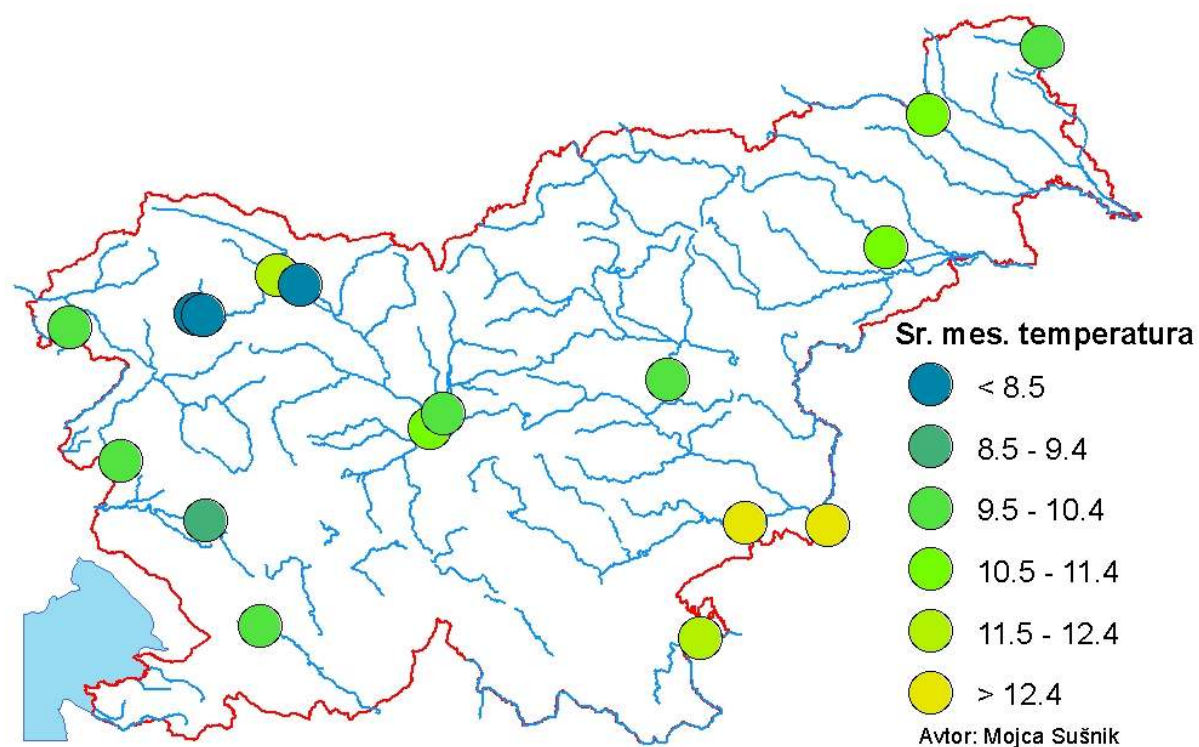 Sr. mes. temperatura
< 8.5
8.5 - 9.4
9.5 - 10.4
10.5 - 11.4
11.5 - 12.4
> 12.4
Avtor: Mojca Sušnik